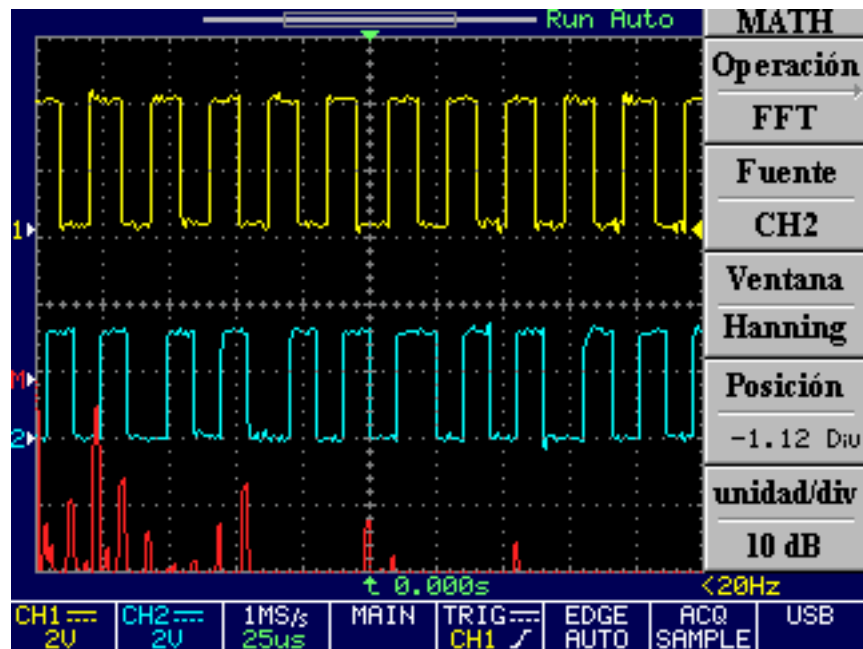 Run Auto
MATH
Operación
FFT
Fuente
CH2
Ventana
Hanning
Posición
-1.12 Div
unidad/div
10 dB
1
M
2
0.000s
<20Hz
CH1 2V
CH2 2V
1MS/s 25us
MAIN
TRIG CH1
EDGE AUTO
ACQ SAMPLE
USB